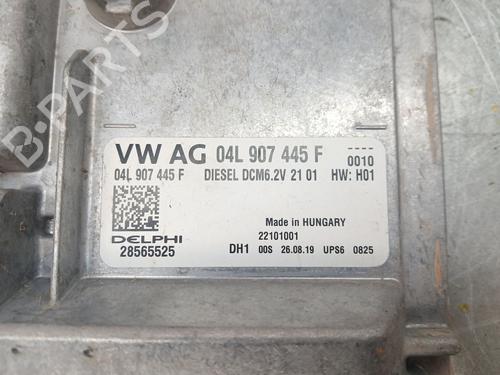 B-PARTS
VW AG 04L 907 445 F 0010
04L 907 445 F DIESEL DCM6.2V 21 01 HW: H01
Made in HUNGARY
DELPHI 22101001
28565525 DH1 00S 26.08.19 UPS6 0825